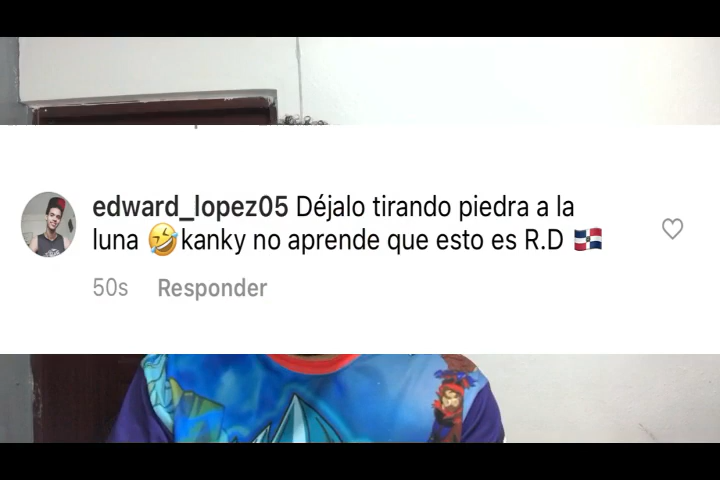 edward_lopez05 Déjalo tirando piedra a la
luna 🤣kanky no aprende que esto es R.D 🇩🇴
50s Responder